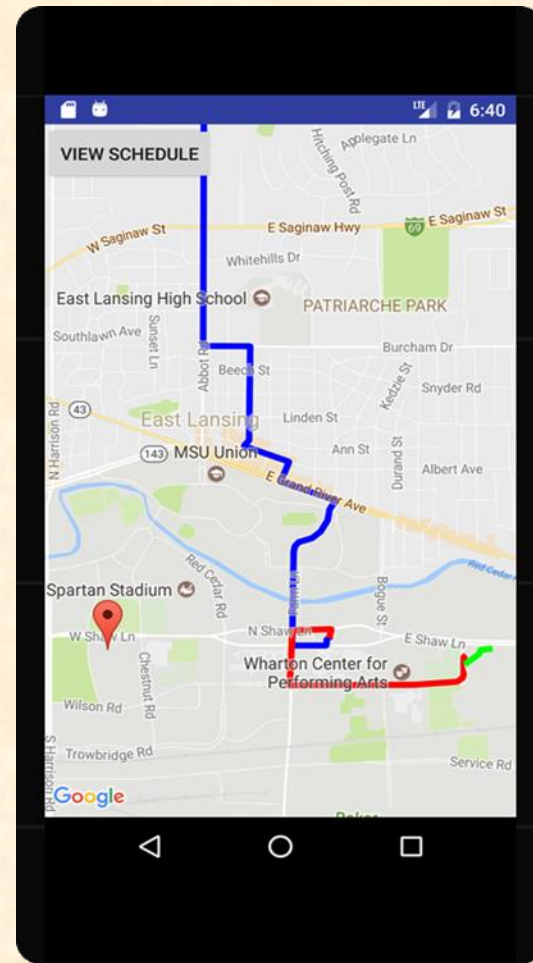 LTE
6:40
VIEW SCHEDULE
Applegate Ln
Hitching Post Rd
W Saginaw St
E Saginaw Hwy
69
E Saginaw St
Whitehills Dr
East Lansing High School
PATRIARCHE PARK
Southlawn Ave
Sunset Ln
Abbot Rd
Burcham Dr
Beech St
Kedzie St
Snyder Rd
N Harrison Rd
43
East Lansing
Linden St
143
MSU Union
Ann St
Durand St
Albert Ave
E Grand River Ave
Red Cedar Rd
Farm Ln
Bogue St
Spartan Stadium
W Shaw Ln
N Shaw Ln
E Shaw Ln
Chestnut Rd
Wharton Center for
Performing Arts
Wilson Rd
Trowbridge Rd
S Harrison Rd
Service Rd
Google